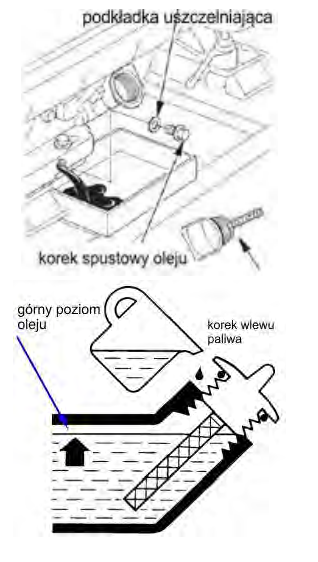 podkładka uszczelniająca
korek spustowy oleju
górny poziom
oleju
korek wlewu
paliwa